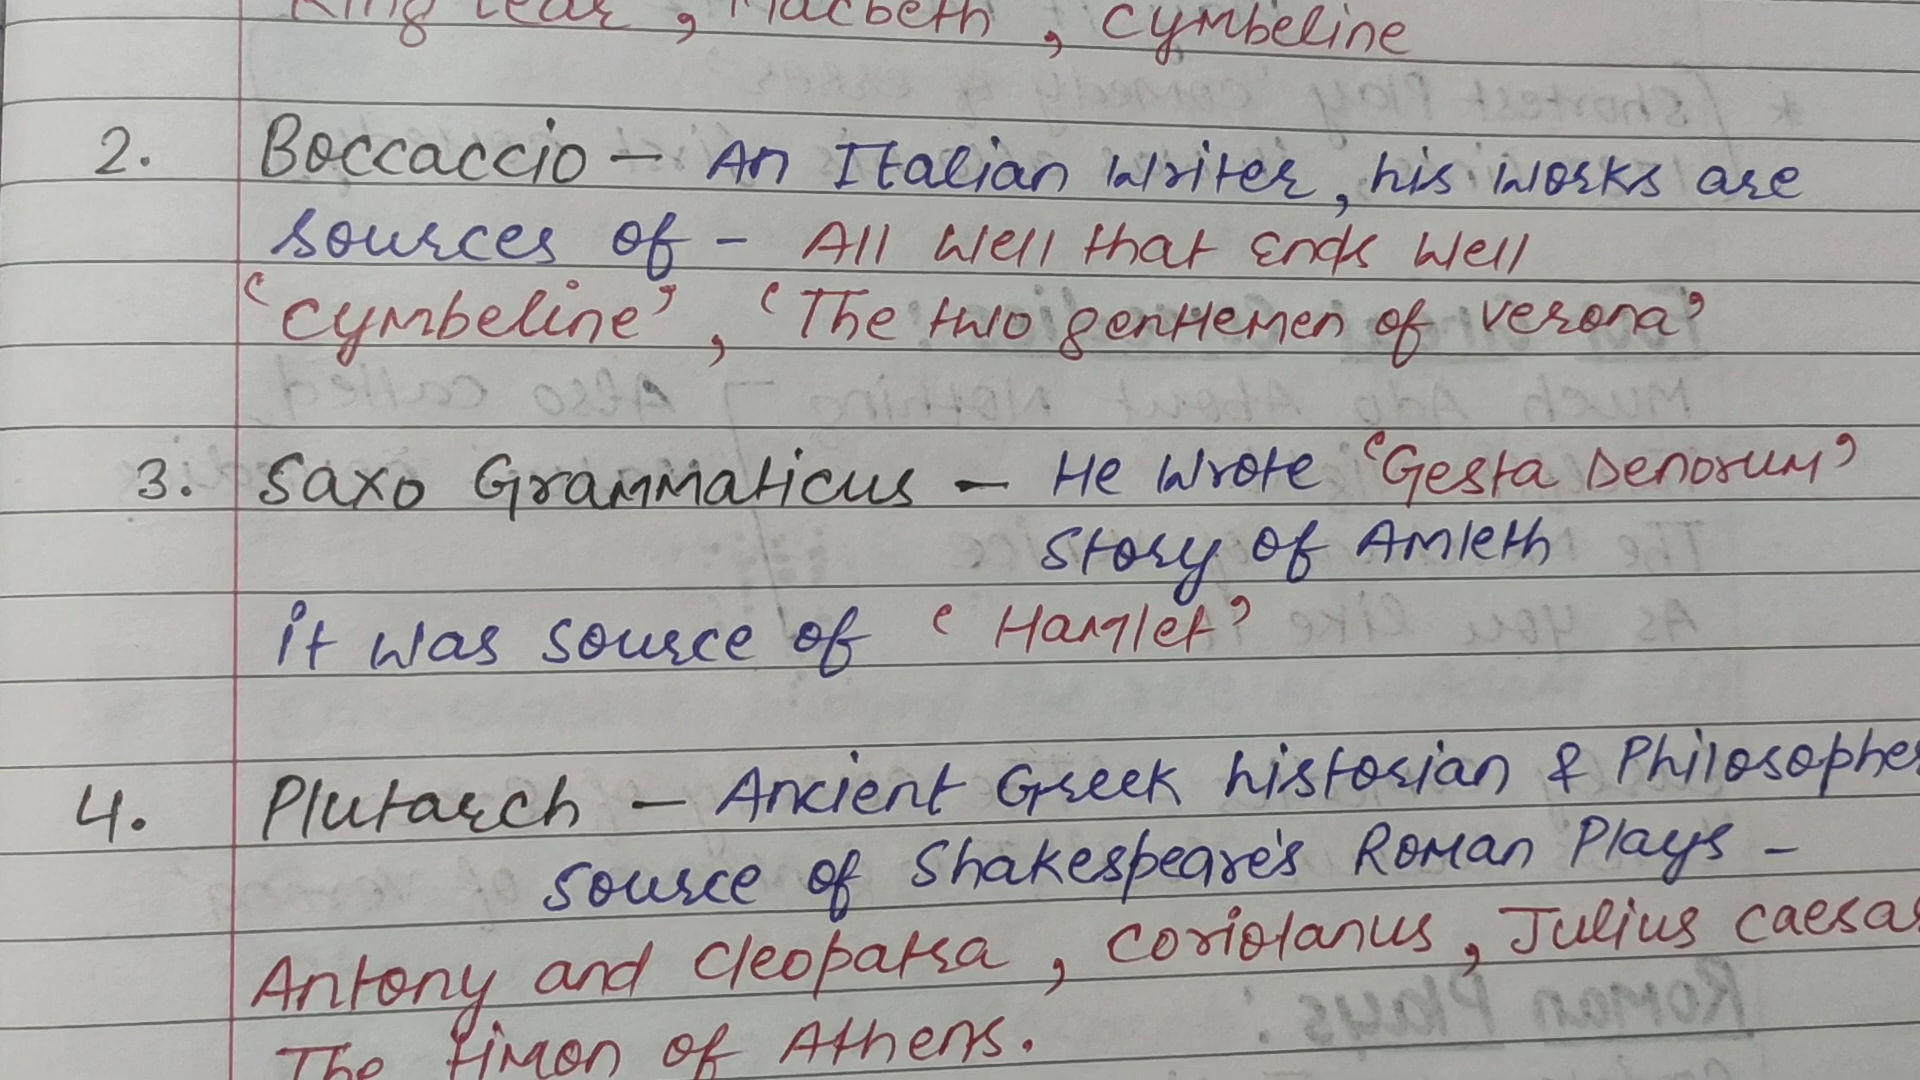 King Lear, Macbeth, Cymbeline
2. Boccaccio – An Italian Writer, his works are
sources of – All Well that Ends Well
'Cymbeline', 'The two gentlemen of verona'
3. Saxo Grammaticus – He Wrote 'Gesta Denorum'
Story of Amleth
it was source of 'Hamlet'
4. Plutarch – Ancient Greek historian & Philosopher
source of Shakespeare's Roman Plays –
Antony and Cleopatra, Coriolanus, Julius Caesar
The Timon of Athens.